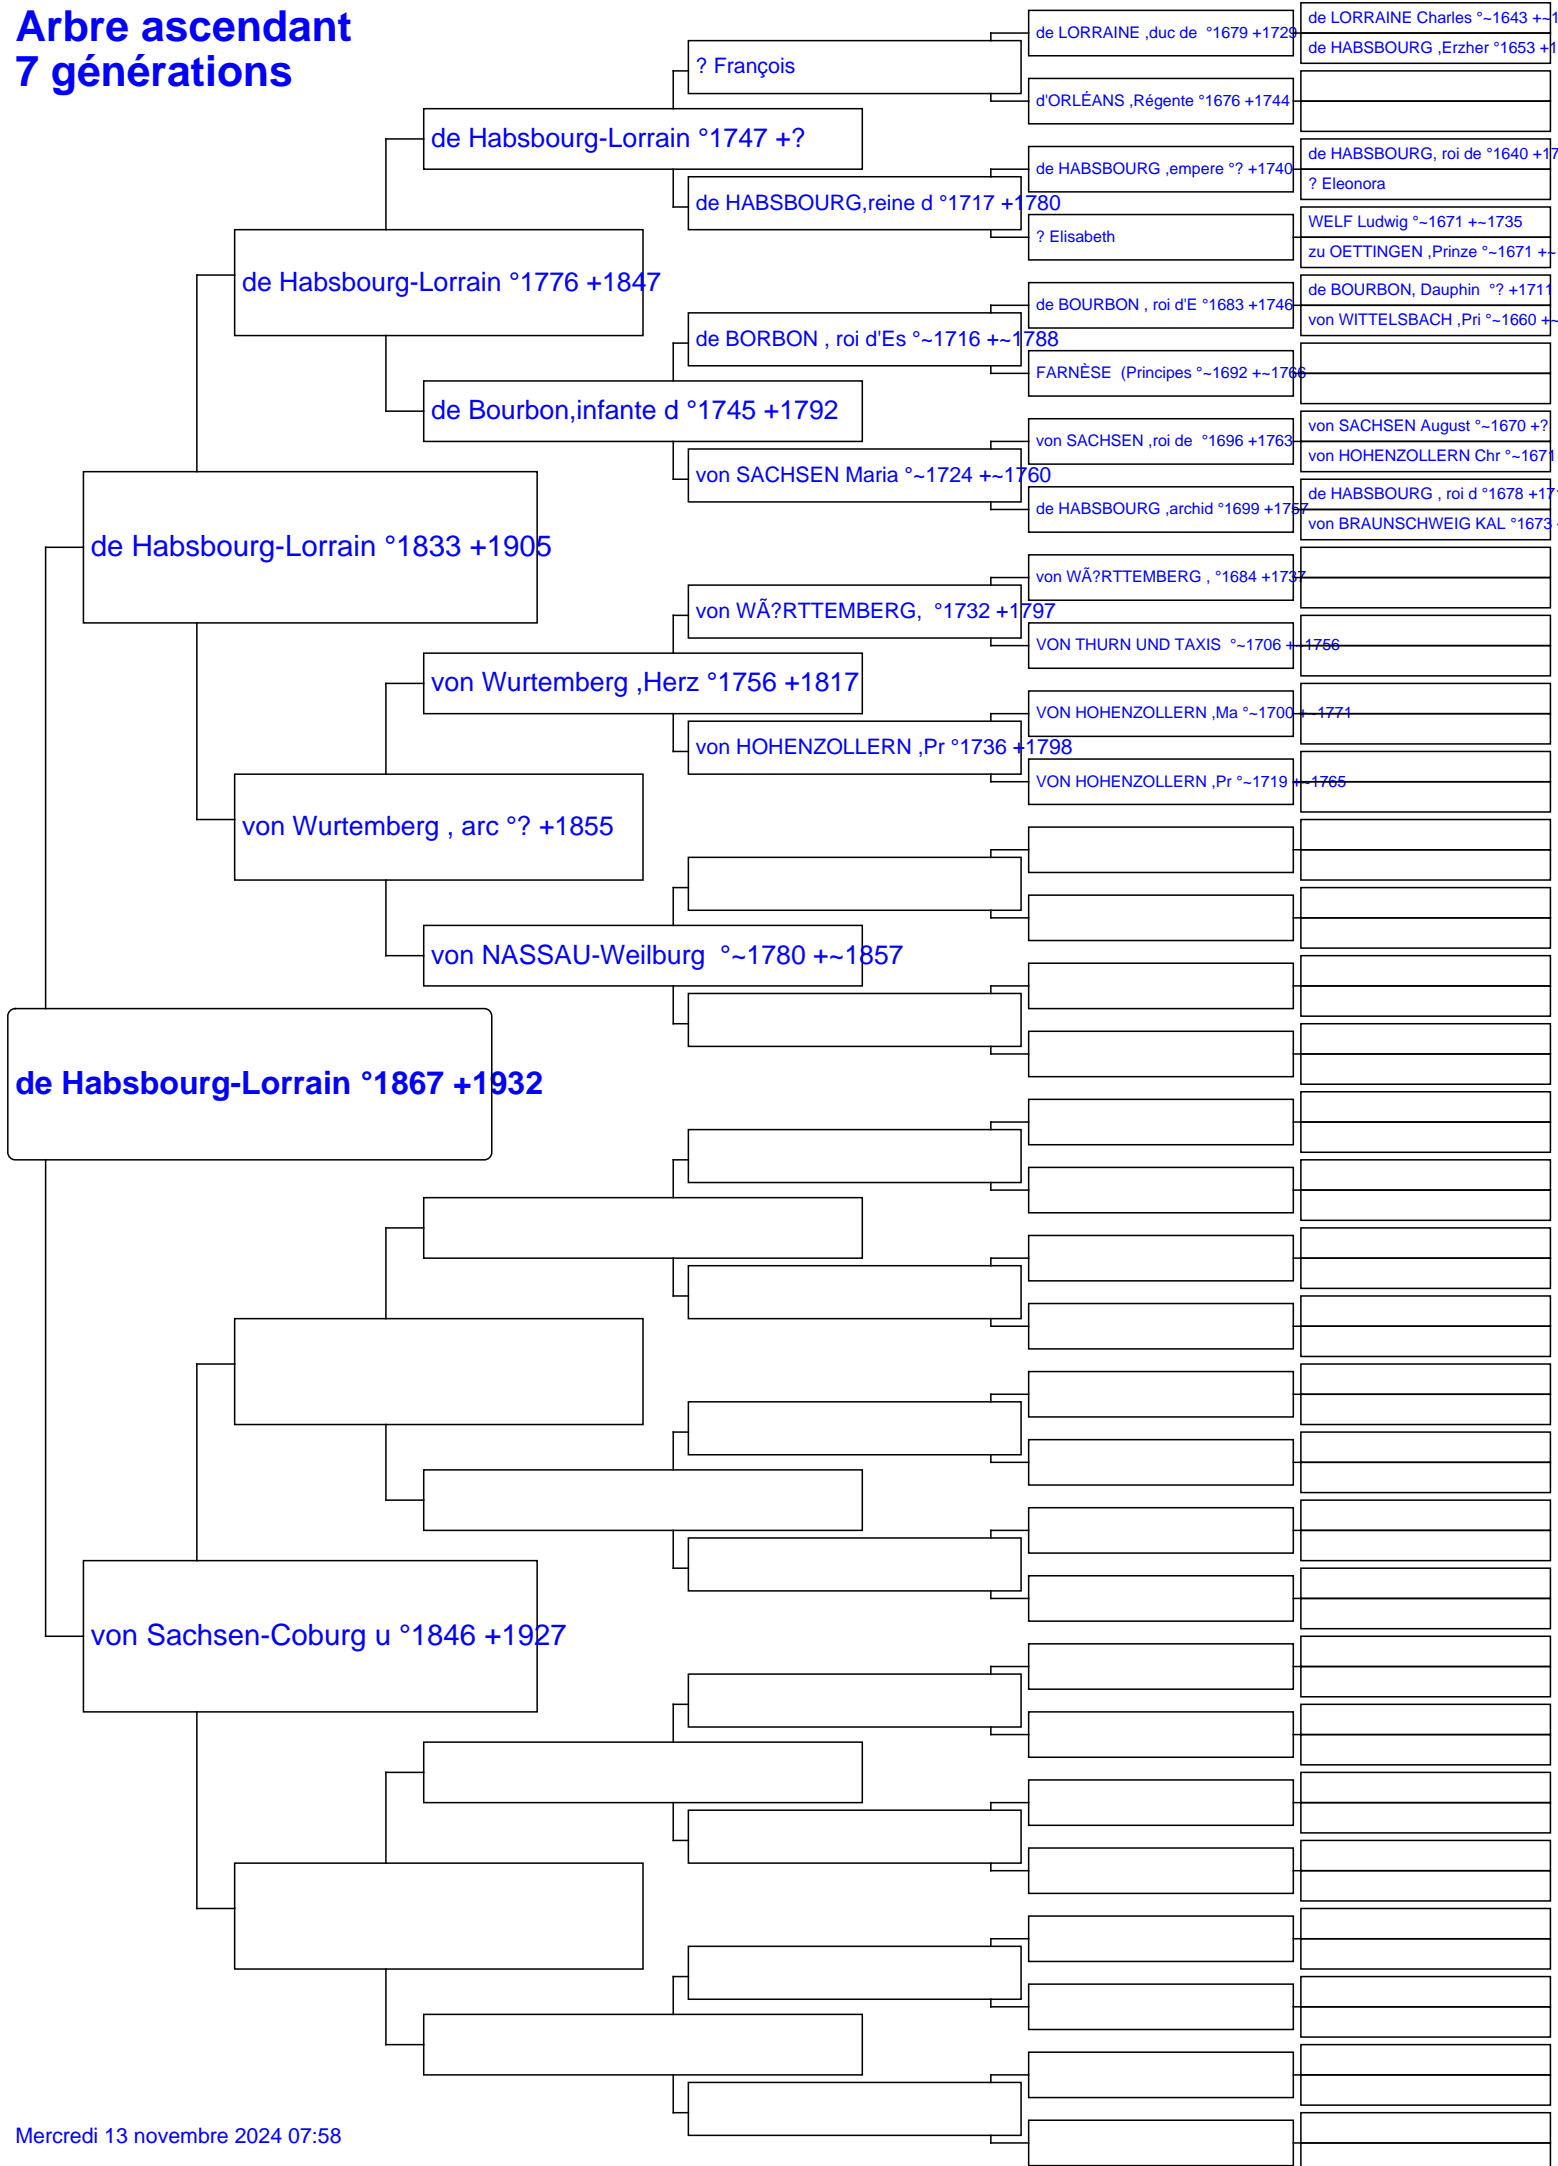 Arbre ascendant
7 générations
de LORRAINE Charles °~1643 +~1
de LORRAINE ,duc de  °1679 +1729
de HABSBOURG ,Erzher °1653 +1
? François
d'ORLÉANS ,Régente °1676 +1744
de Habsbourg-Lorrain °1747 +?
de HABSBOURG, roi de °1640 +17
de HABSBOURG ,empere °? +1740
? Eleonora
de HABSBOURG,reine d °1717 +1780
WELF Ludwig °~1671 +~1735
? Elisabeth
zu OETTINGEN ,Prinze °~1671 +~
de Habsbourg-Lorrain °1776 +1847
de BOURBON, Dauphin  °? +1711
de BOURBON , roi d'E °1683 +1746
von WITTELSBACH ,Pri °~1660 +~
de BORBON , roi d'Es °~1716 +~1788
FARNÈSE  (Principes °~1692 +~1766
de Bourbon,infante d °1745 +1792
von SACHSEN August °~1670 +?
von SACHSEN ,roi de  °1696 +1763
von HOHENZOLLERN Chr °~1671
von SACHSEN Maria °~1724 +~1760
de HABSBOURG , roi d °1678 +171
de HABSBOURG ,archid °1699 +1757
von BRAUNSCHWEIG KAL °1673 +
de Habsbourg-Lorrain °1833 +1905
von WÃ?RTTEMBERG , °1684 +1737
von WÃ?RTTEMBERG,  °1732 +1797
VON THURN UND TAXIS  °~1706 +~1756
von Wurtemberg ,Herz °1756 +1817
VON HOHENZOLLERN ,Ma °~1700 +~1771
von HOHENZOLLERN ,Pr °1736 +1798
VON HOHENZOLLERN ,Pr °~1719 +~1765
von Wurtemberg , arc °? +1855
von NASSAU-Weilburg  °~1780 +~1857
de Habsbourg-Lorrain °1867 +1932
von Sachsen-Coburg u °1846 +1927
Mercredi 13 novembre 2024 07:58